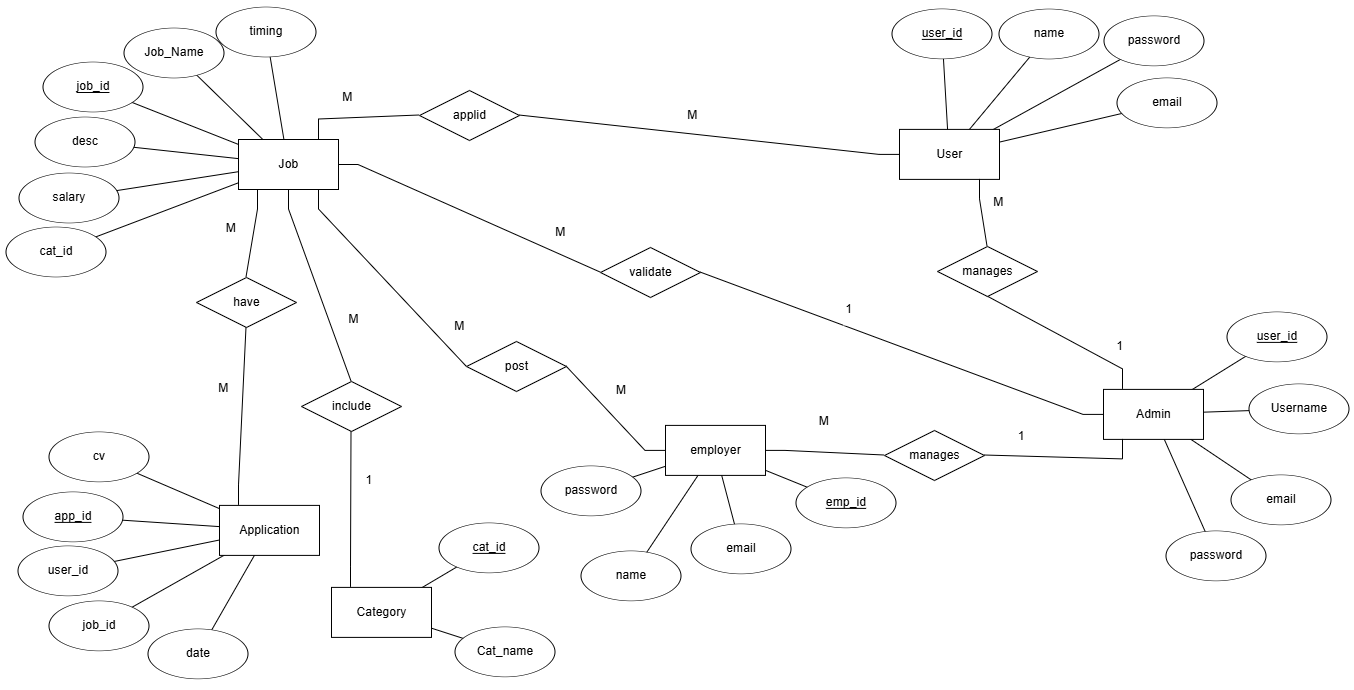 timing
Job_Name
job_id
desc
salary
cat_id
Job
M
applid
M
user_id
name
password
email
User
M
manages
1
M
validate
1
M
have
M
M
include
1
M
post
M
employer
password
name
email
emp_id
M
manages
1
Admin
user_id
Username
email
password
cv
app_id
user_id
job_id
date
Application
Category
cat_id
Cat_name